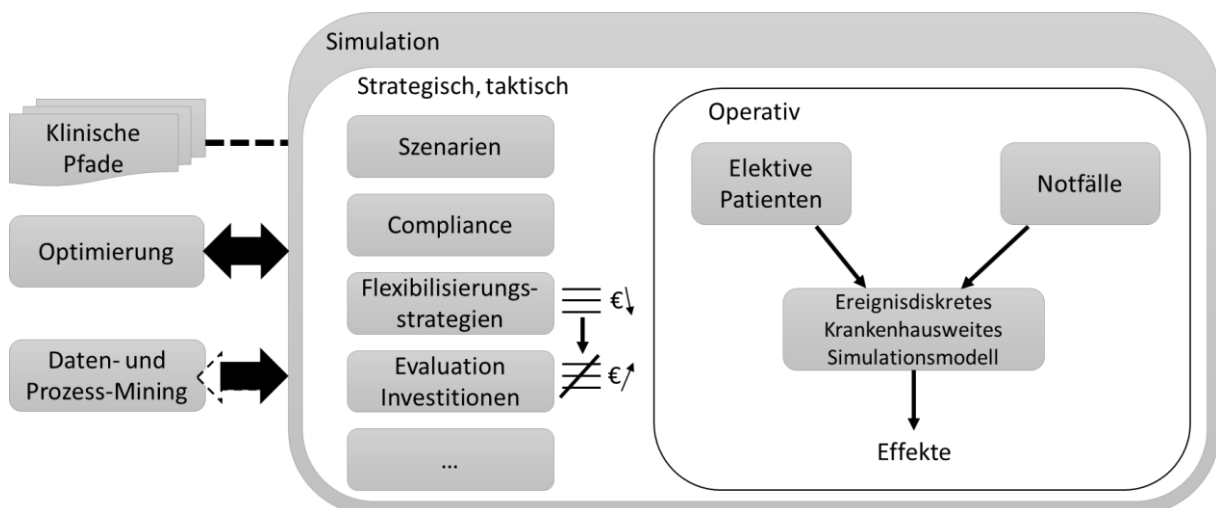 Simulation
Strategisch, taktisch
Klinische
Pfade
Optimierung
Daten- und
Prozess-Mining
Szenarien
Compliance
Flexibilisierungs-
strategien
€
Evaluation
Investitionen
€
...
Operativ
Elektive
Patienten
Notfälle
Ereignisdiskretes
Krankenhausweites
Simulationsmodell
Effekte